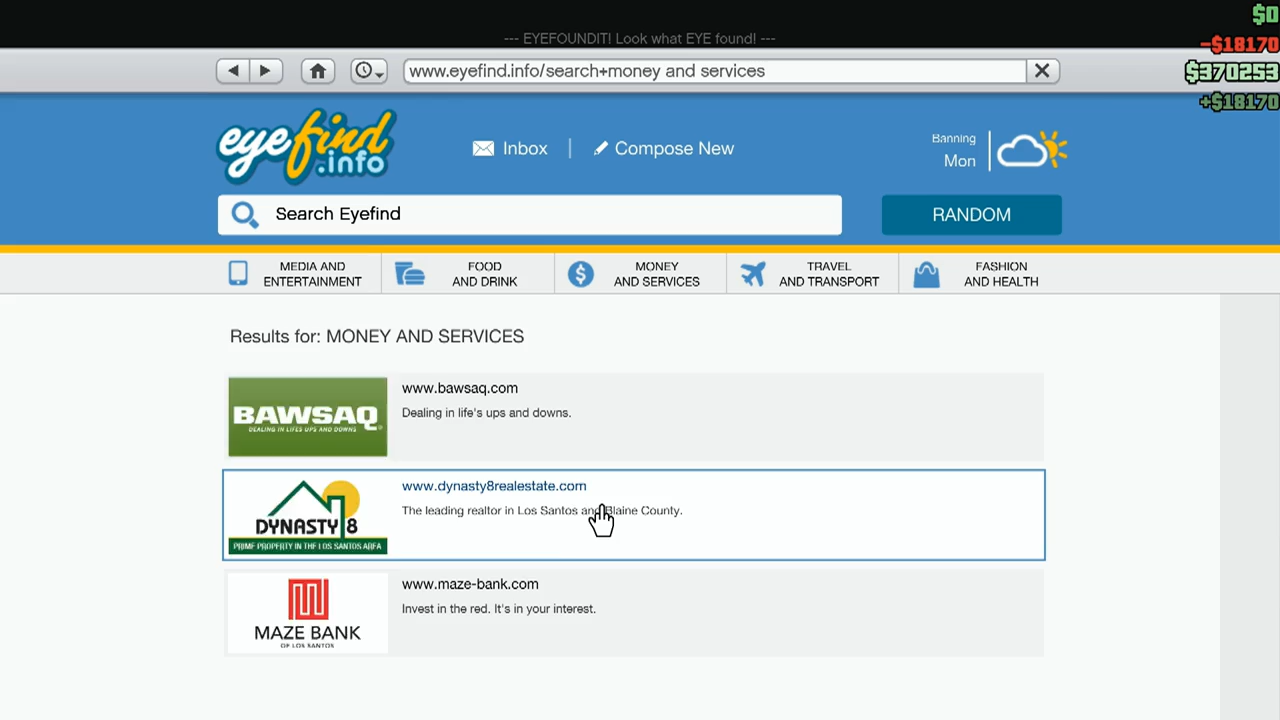 $0
--- EYEFOUNDIT! Look what EYE found! ---
-$18170
www.eyefind.info/search+money and services
$370253
+$18170
eyefind
.info
Inbox
Compose New
Banning
Mon
Search Eyefind
RANDOM
MEDIA AND
ENTERTAINMENT
FOOD
AND DRINK
MONEY
AND SERVICES
TRAVEL
AND TRANSPORT
FASHION
AND HEALTH
Results for: MONEY AND SERVICES
BAWSAQ
DEALING IN LIFES UPS AND DOWNS
www.bawsaq.com
Dealing in life's ups and downs.
DYNASTY 8
PRIME PROPERTY IN THE LOS SANTOS AREA
www.dynasty8realestate.com
The leading realtor in Los Santos and Blaine County.
MAZE BANK
OF LOS SANTOS
www.maze-bank.com
Invest in the red. It's in your interest.